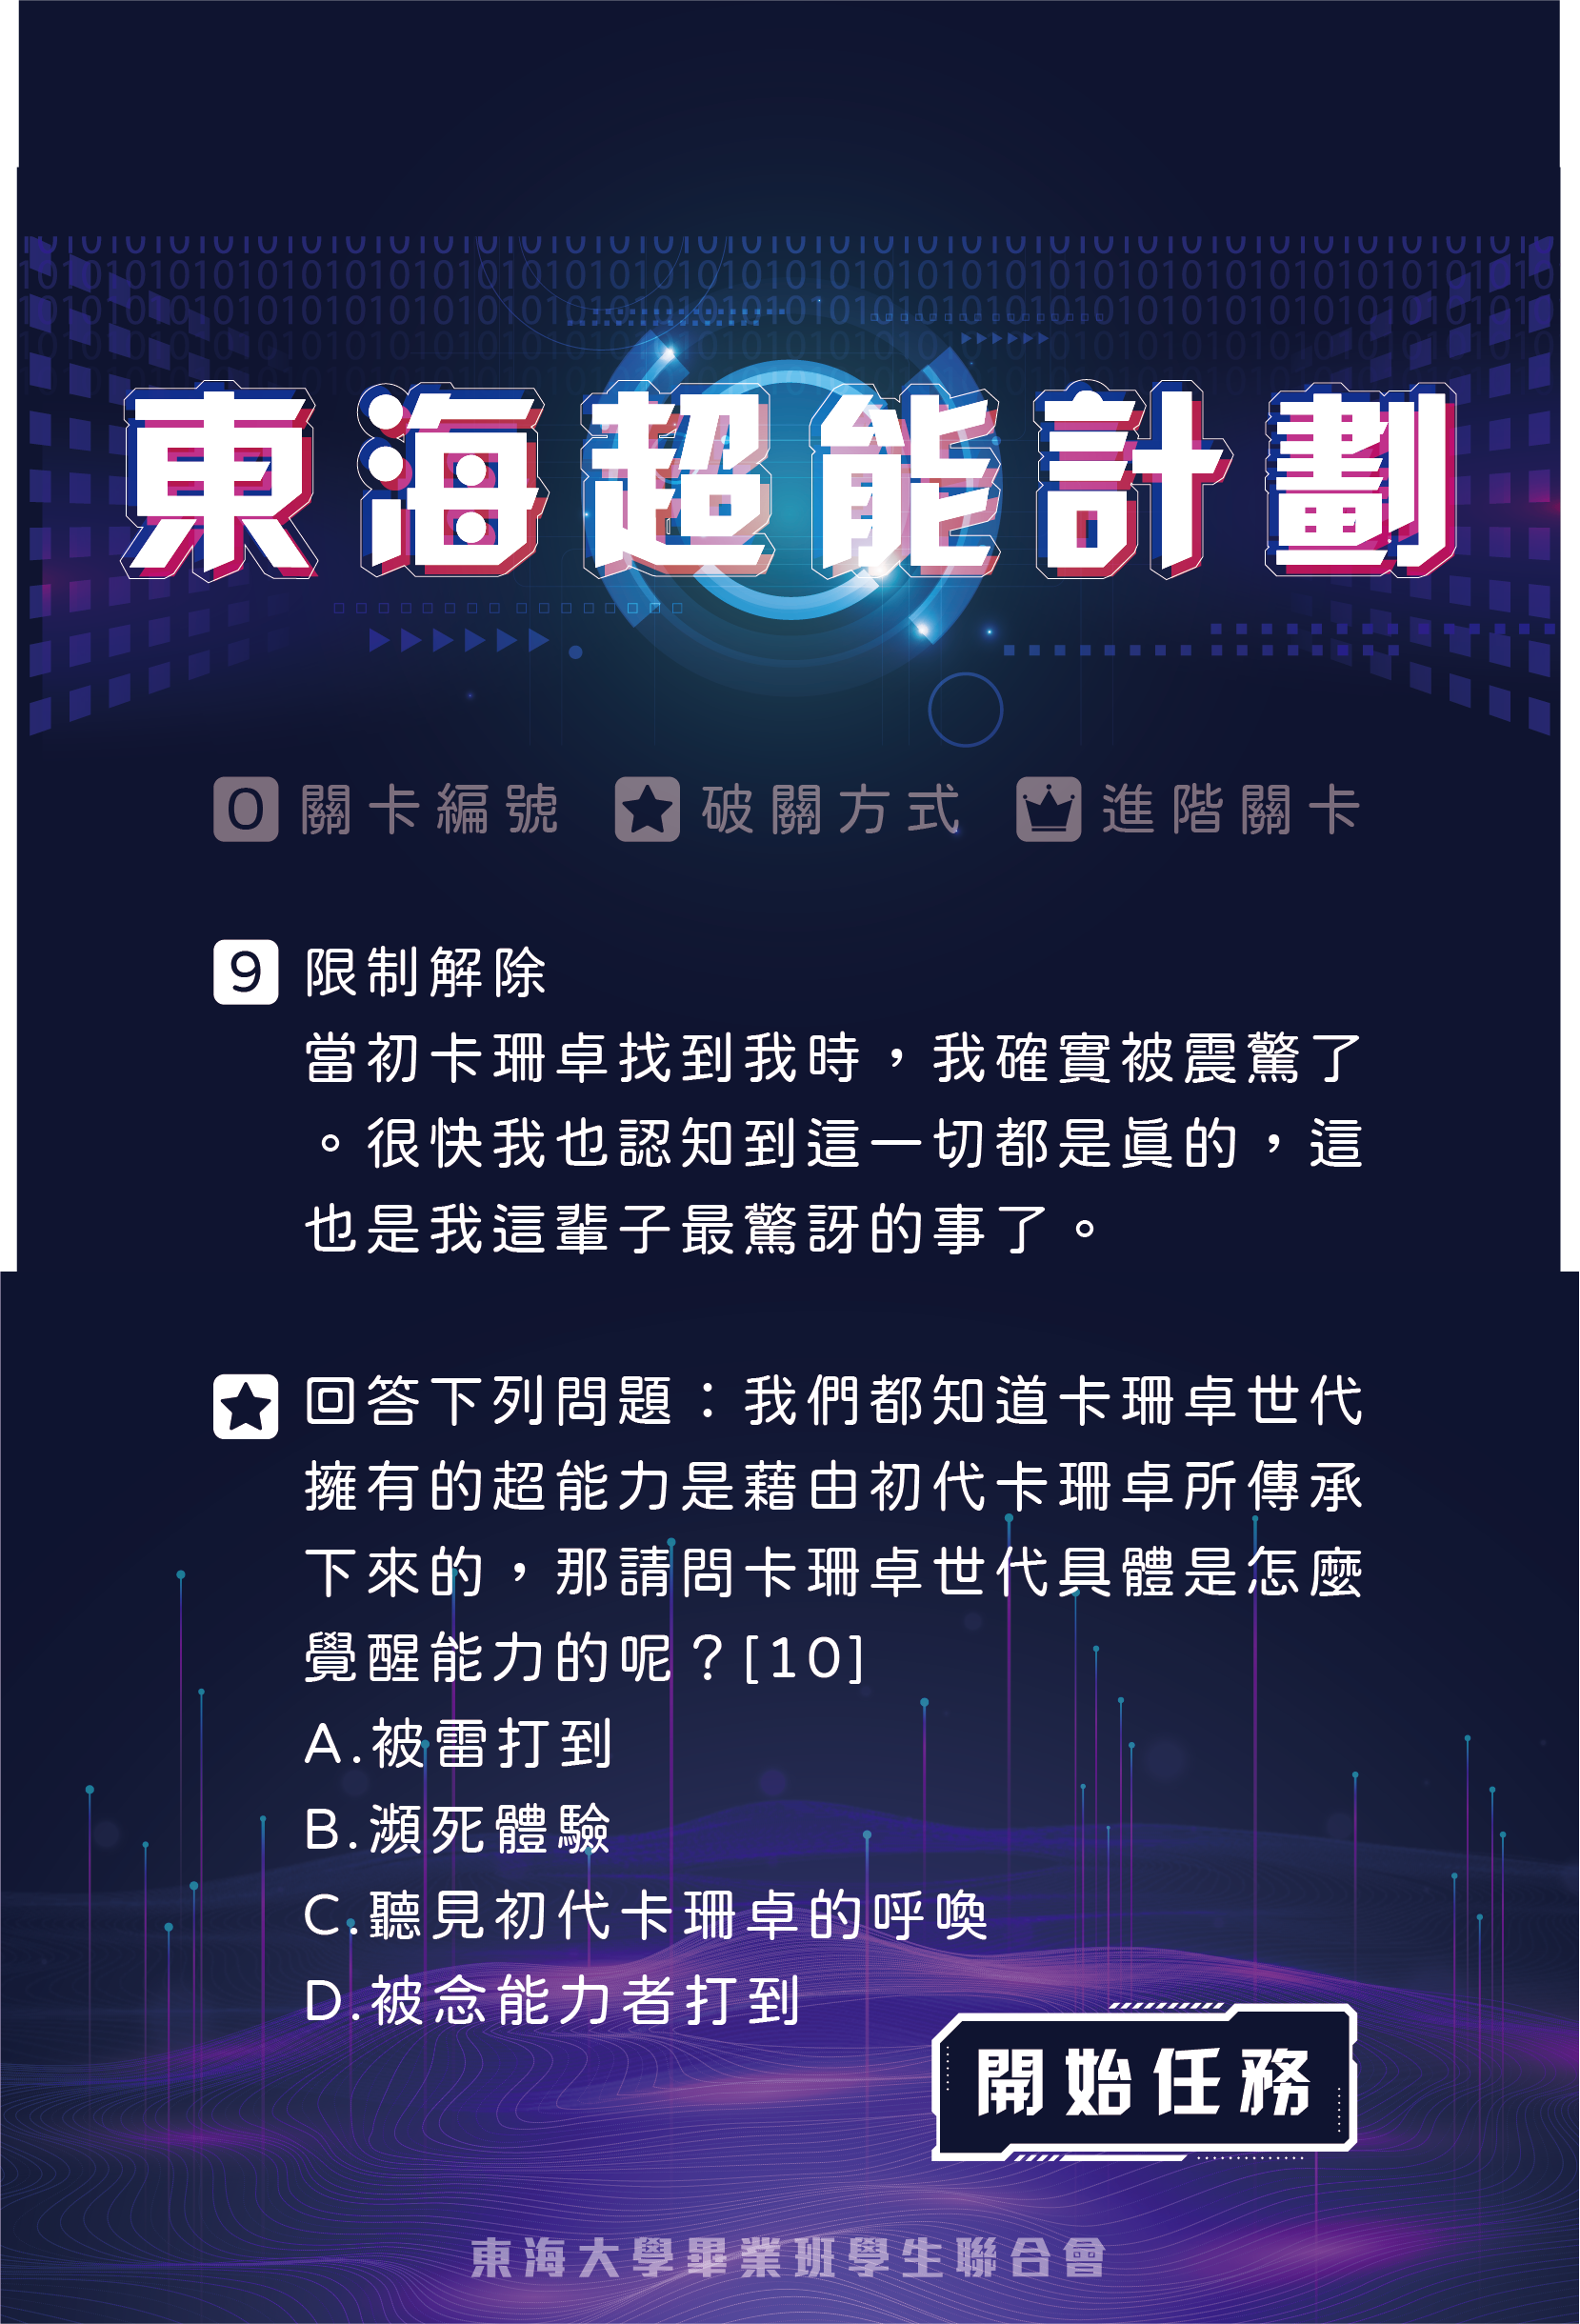 東海超能計劃
0 關卡編號 ★ 破關方式 進階關卡
9 限制解除
當初卡珊卓找到我時，我確實被震驚了
。很快我也認知到這一切都是真的，這
也是我這輩子最驚訝的事了。
★ 回答下列問題：我們都知道卡珊卓世代
擁有的超能力是藉由初代卡珊卓所傳承
下來的，那請問卡珊卓世代具體是怎麼
覺醒能力的呢？[10]
A.被雷打到
B.瀕死體驗
C.聽見初代卡珊卓的呼喚
D.被念能力者打到
開始任務
東海大學畢業班學生聯合會